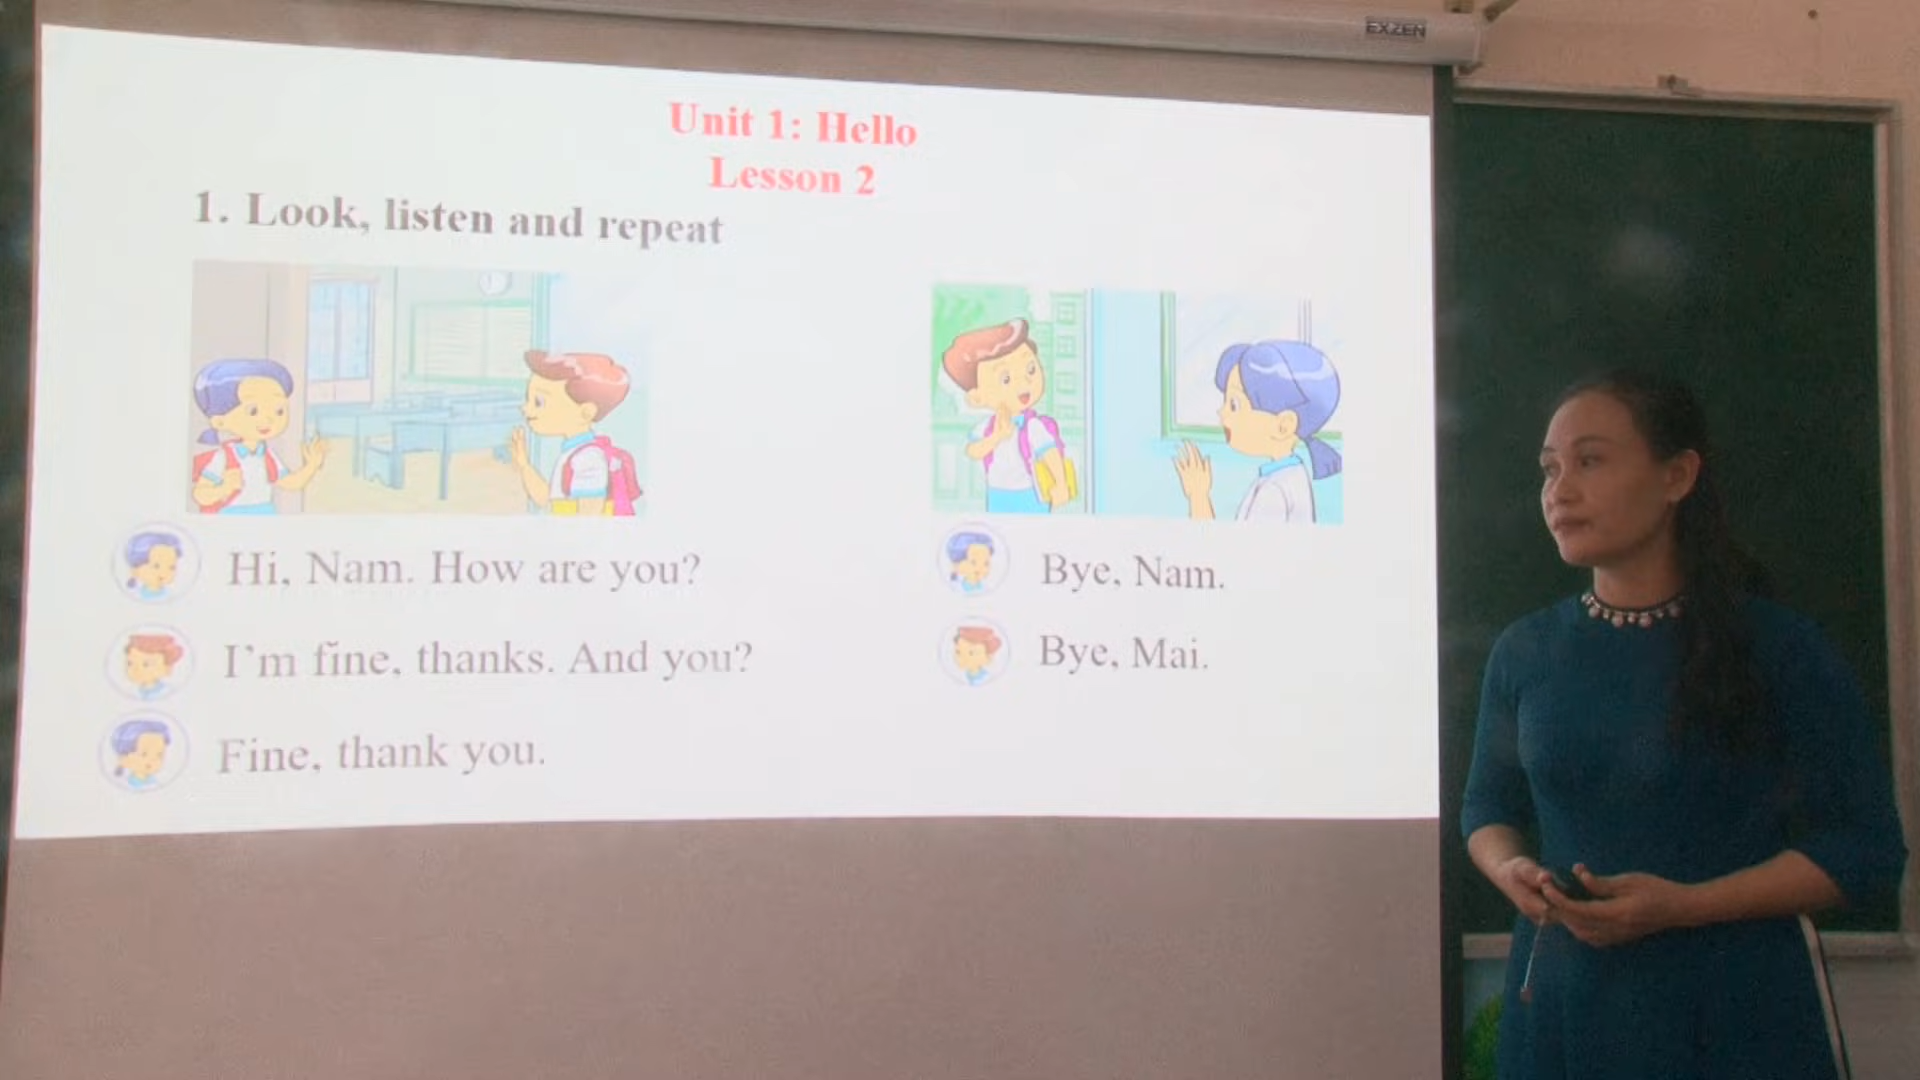 EXZEN
Unit 1: Hello
Lesson 2
1. Look, listen and repeat
Hi, Nam. How are you?
I'm fine, thanks. And you?
Fine, thank you.
Bye, Nam.
Bye, Mai.